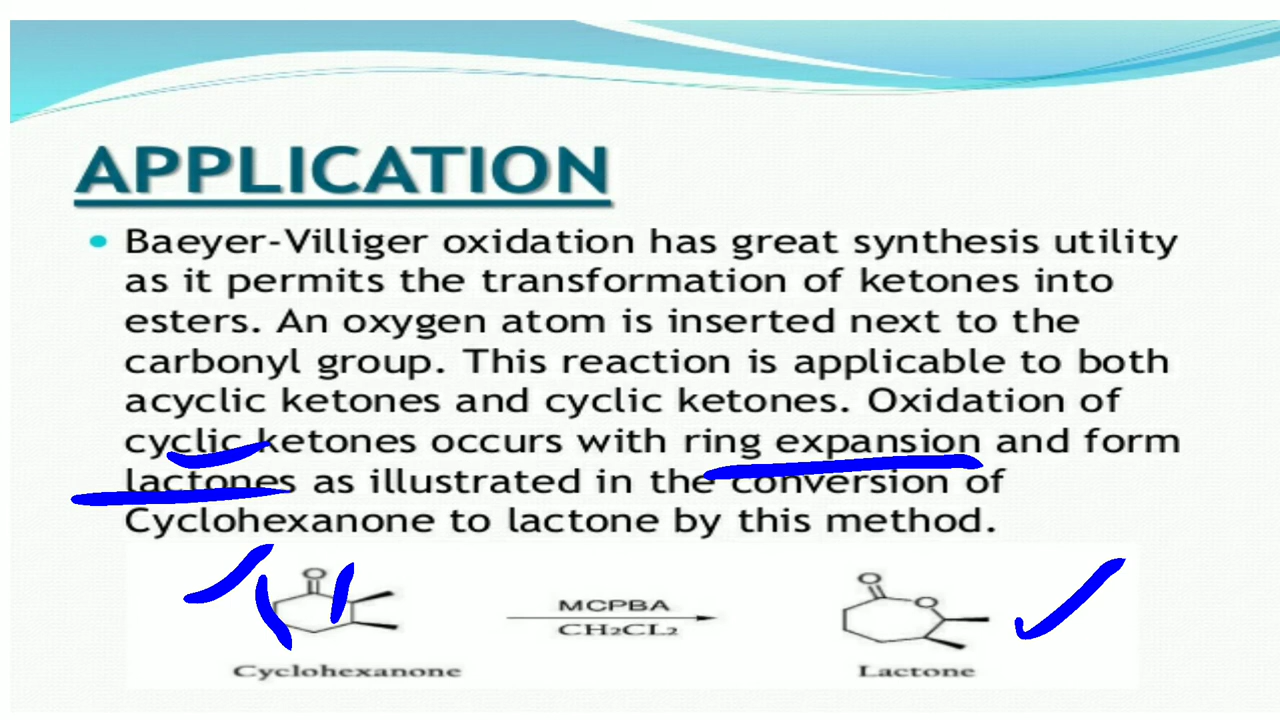 APPLICATION
Baeyer-Villiger oxidation has great synthesis utility
as it permits the transformation of ketones into
esters. An oxygen atom is inserted next to the
carbonyl group. This reaction is applicable to both
acyclic ketones and cyclic ketones. Oxidation of
cyclic ketones occurs with ring expansion and form
lactones as illustrated in the conversion of
Cyclohexanone to lactone by this method.
O
MCPBA
CH₂CL₂
O
O
Cyclohexanone
Lactone